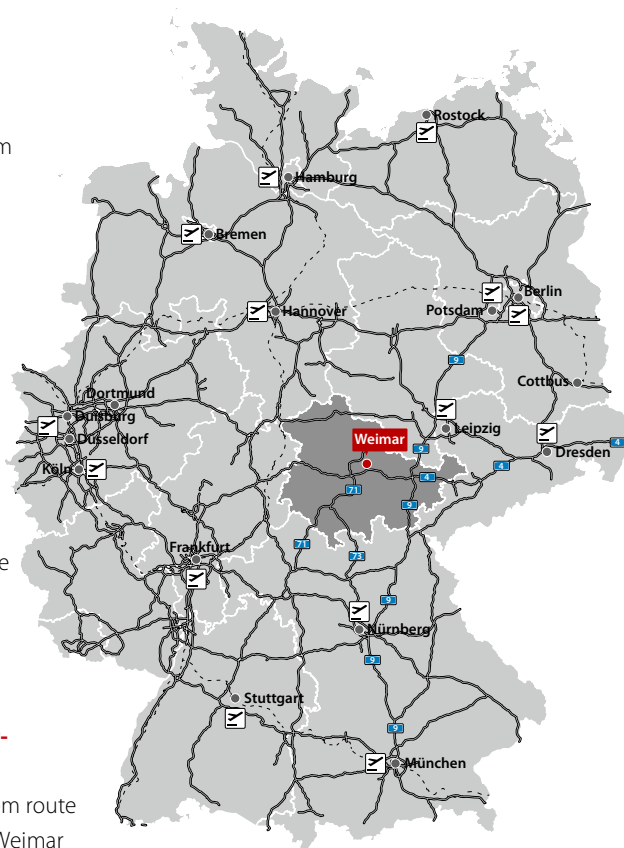 Rostock
m
Hamburg
Bremen
Berlin
Hannover
Potsdam
9
Cottbus
Dortmund
Duisburg
Leipzig
Düsseldorf
Weimar
9
4
Dresden
Köln
4
4
71
9
71
Frankfurt
73
e
9
Nürnberg
9
Stuttgart
9
-
München
m route
Weimar